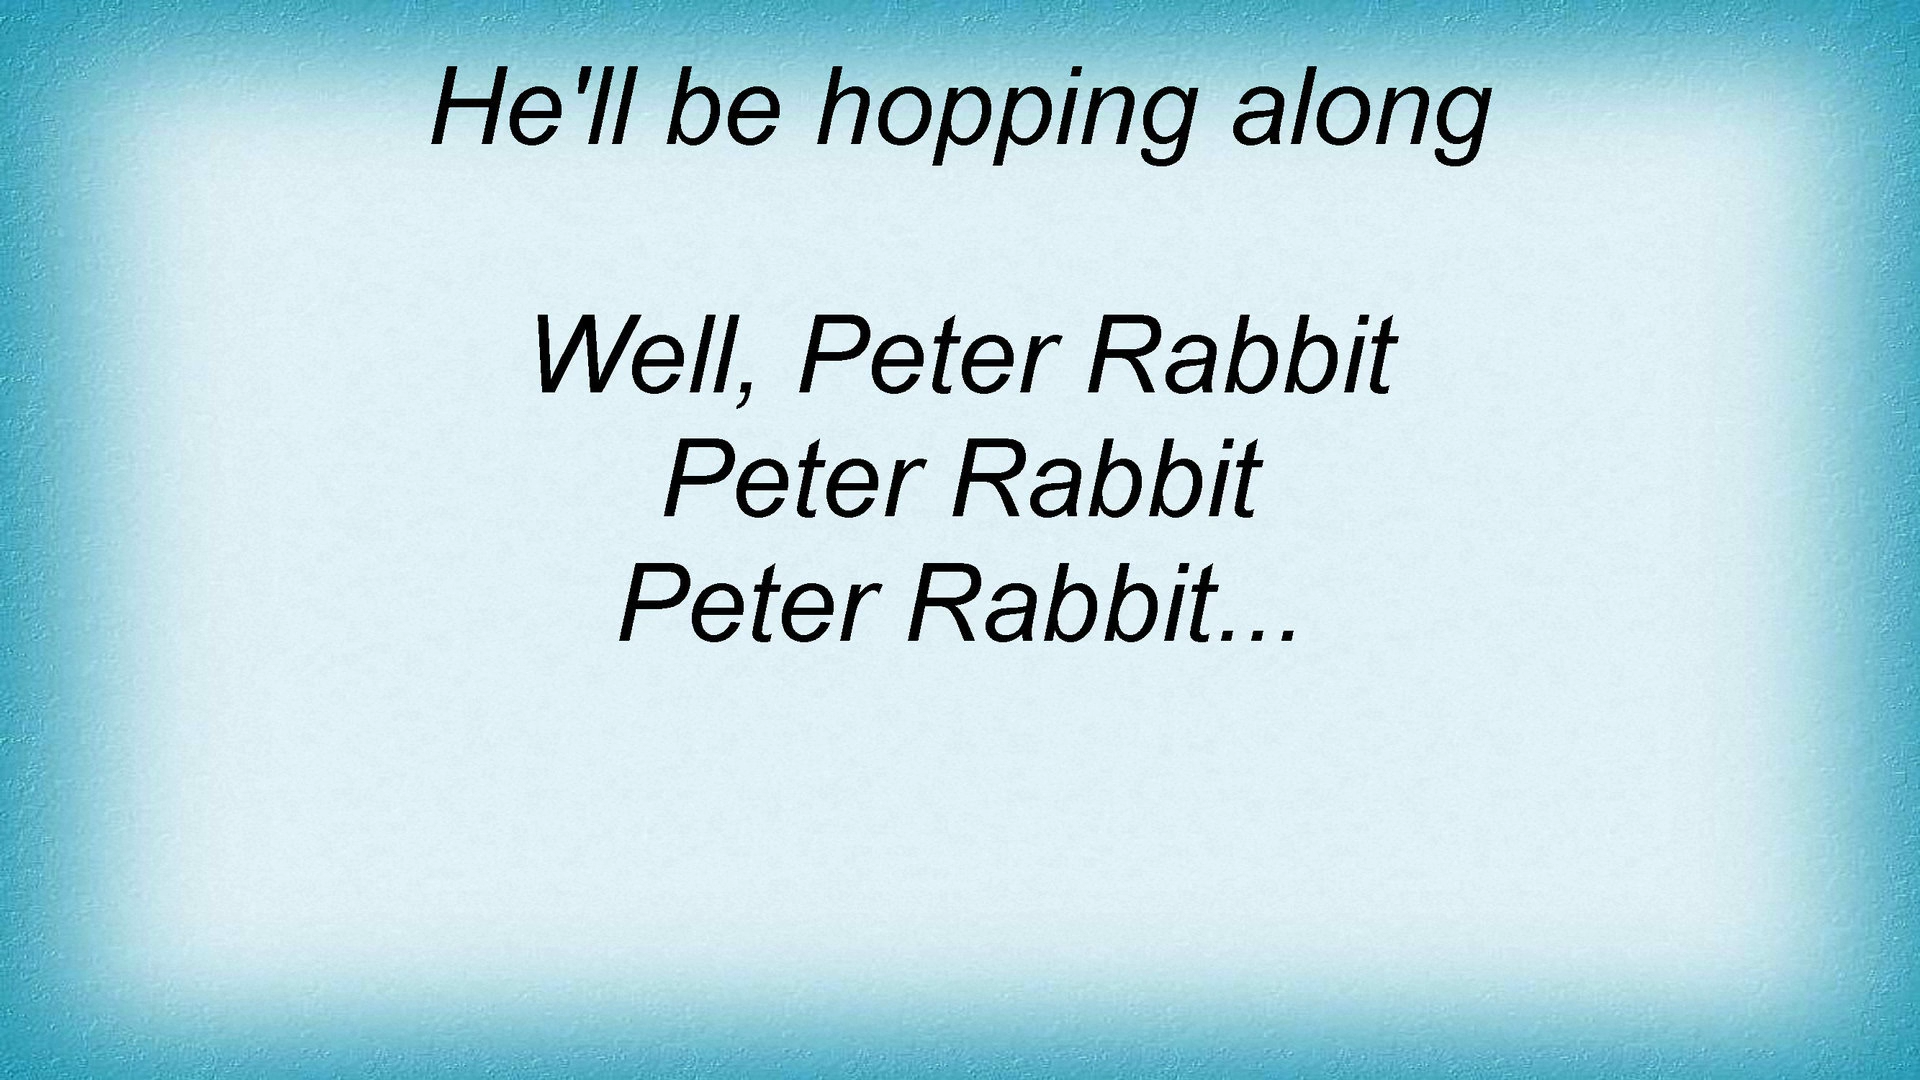 He'll be hopping along
Well, Peter Rabbit
Peter Rabbit
Peter Rabbit...